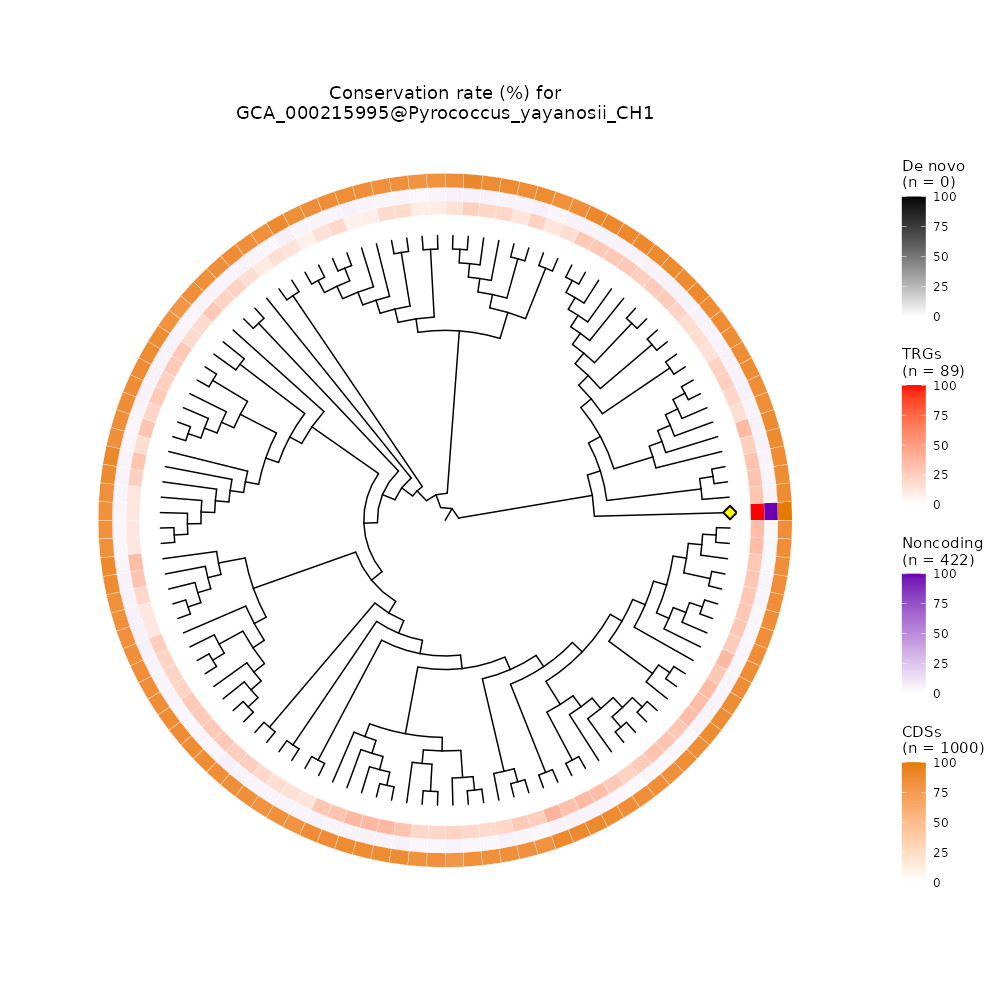 Conservation rate (%) for
GCA_000215995@Pyrococcus_yayanosii_CH1
De novo
(n = 0)
100
75
50
25
0
TRGs
(n = 89)
100
75
50
25
0
Noncoding
(n = 422)
100
75
50
25
0
CDSs
(n = 1000)
100
75
50
25
0